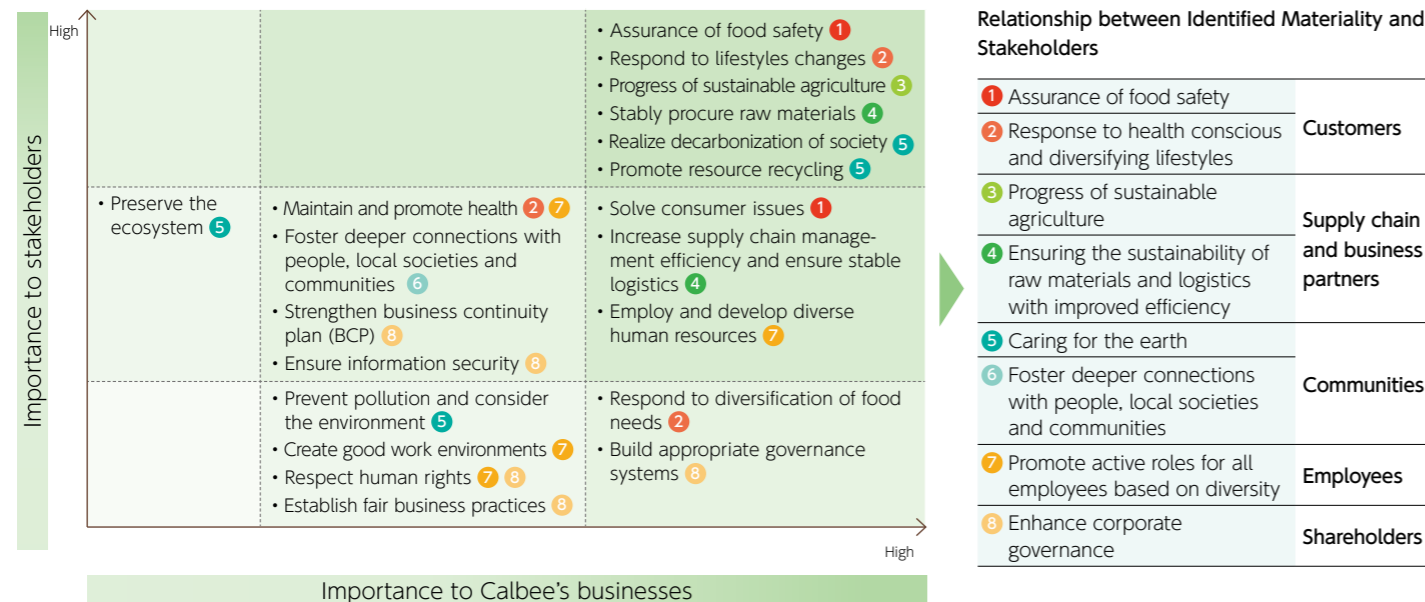 High
Importance to stakeholders
• Assurance of food safety 1
• Respond to lifestyles changes 2
• Progress of sustainable agriculture 3
• Stably procure raw materials 4
• Realize decarbonization of society 5
• Promote resource recycling 5
• Preserve the
ecosystem 5
• Maintain and promote health 2 7
• Foster deeper connections with
people, local societies and
communities 6
• Strengthen business continuity
plan (BCP) 8
• Ensure information security 8
• Solve consumer issues 1
• Increase supply chain manage-
ment efficiency and ensure stable
logistics 4
• Employ and develop diverse
human resources 7
• Prevent pollution and consider
the environment 5
• Create good work environments 7
• Respect human rights 7 8
• Establish fair business practices 8
• Respond to diversification of food
needs 2
• Build appropriate governance
systems 8
High
Importance to Calbee's businesses
Relationship between Identified Materiality and
Stakeholders
1 Assurance of food safety
2 Response to health conscious
and diversifying lifestyles
Customers
3 Progress of sustainable
agriculture
4 Ensuring the sustainability of
raw materials and logistics
with improved efficiency
Supply chain
and business
partners
5 Caring for the earth
6 Foster deeper connections
with people, local societies
and communities
Communities
7 Promote active roles for all
employees based on diversity
Employees
8 Enhance corporate
governance
Shareholders